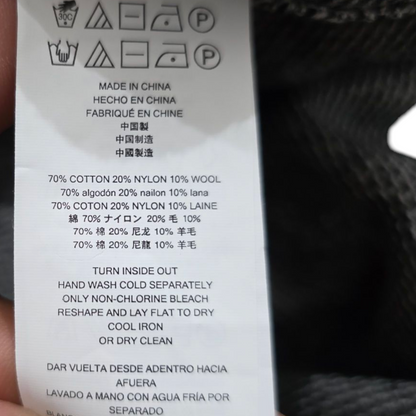 30C P
P
MADE IN CHINA
HECHO EN CHINA
FABRIQUÉ EN CHINE
中国製
中国制造
中國製造
70% COTTON 20% NYLON 10% WOOL
70% algodón 20% nailon 10% lana
70% COTON 20% NYLON 10% LAINE
綿 70% ナイロン 20% 毛 10%
70% 棉 20% 尼龙 10% 羊毛
70% 棉 20% 尼龍 10% 羊毛
TURN INSIDE OUT
HAND WASH COLD SEPARATELY
ONLY NON-CHLORINE BLEACH
RESHAPE AND LAY FLAT TO DRY
COOL IRON
OR DRY CLEAN
DAR VUELTA DESDE ADENTRO HACIA
AFUERA
LAVADO A MANO CON AGUA FRÍA POR
SEPARADO